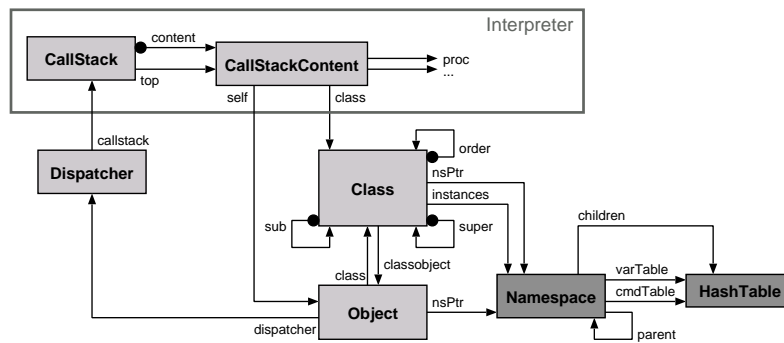 Interpreter
content
CallStack
CallStackContent
proc
...
top
self
class
callstack
order
Dispatcher
nsPtr
Class
instances
children
sub
super
varTable
class
classobject
cmdTable
Namespace
HashTable
nsPtr
Object
dispatcher
parent